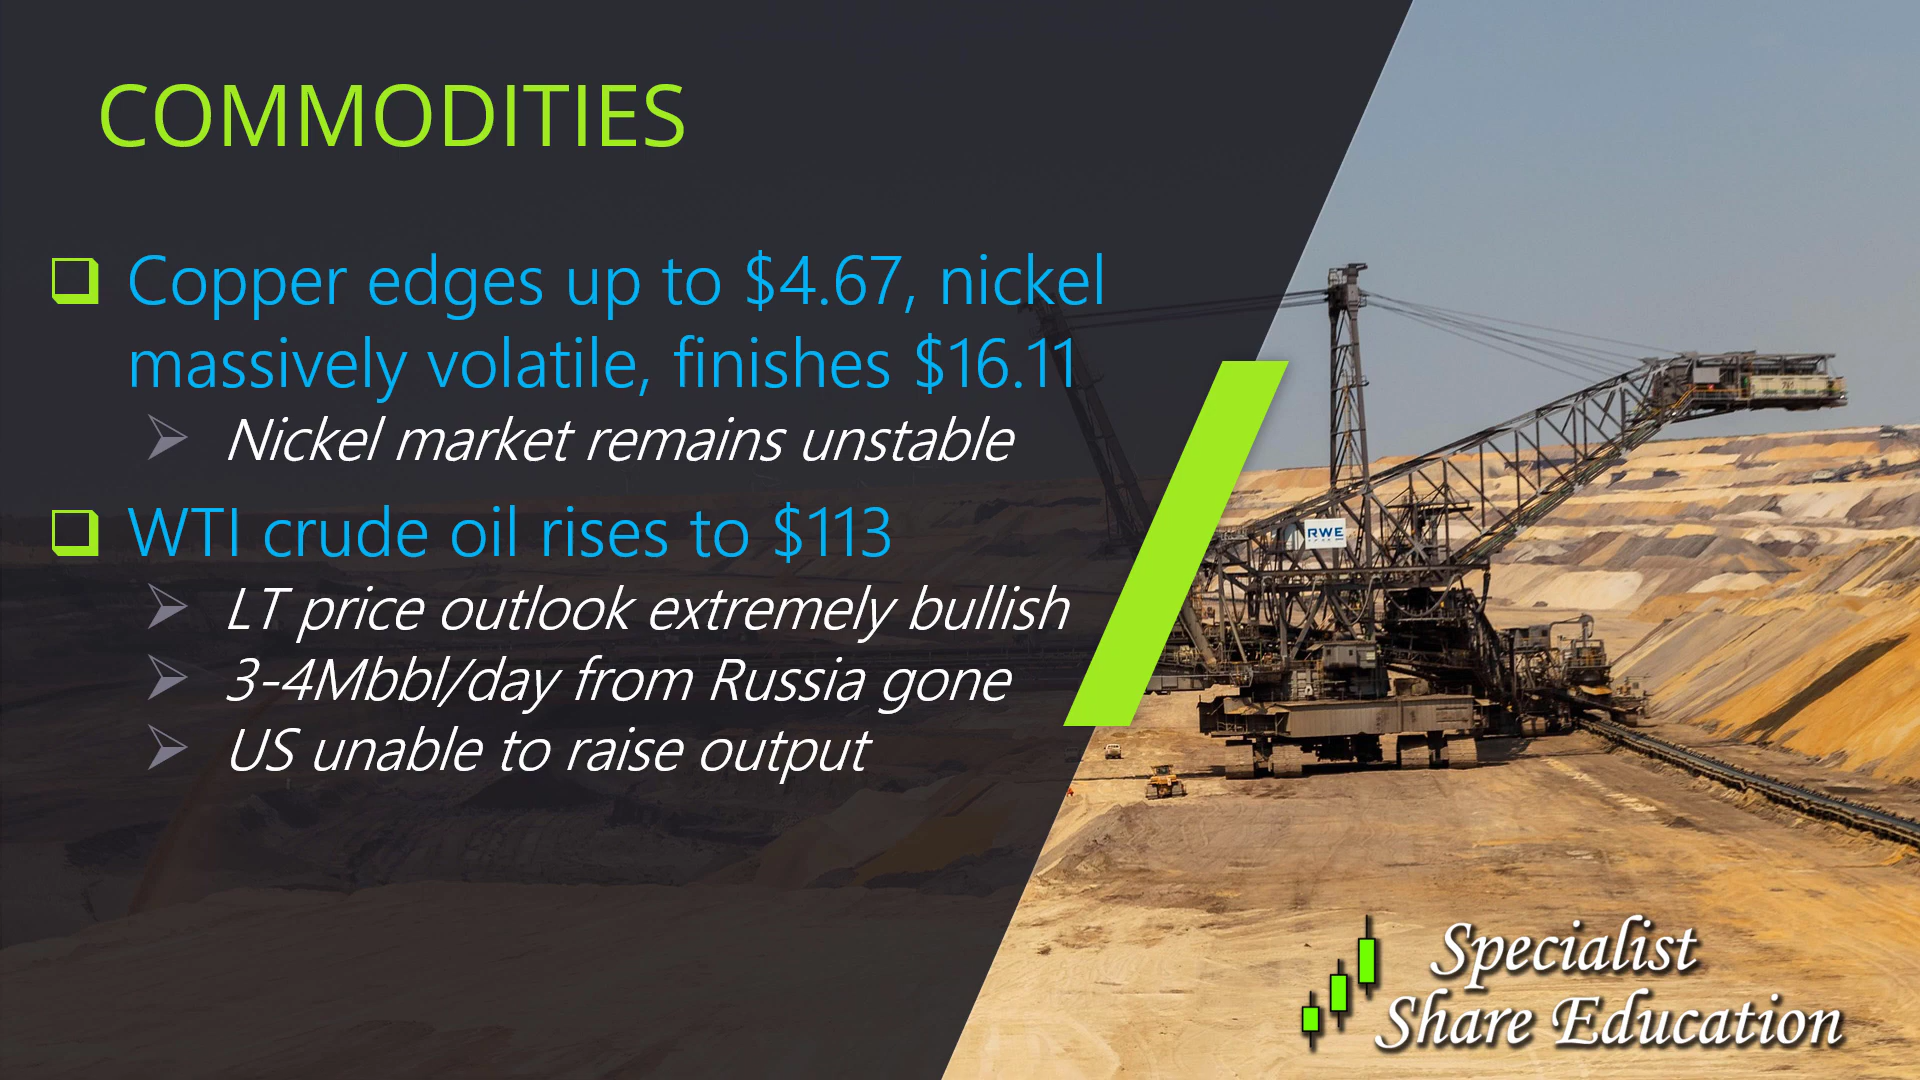 COMMODITIES
Copper edges up to $4.67, nickel
massively volatile, finishes $16.11
Nickel market remains unstable
WTI crude oil rises to $113
LT price outlook extremely bullish
3-4Mbbl/day from Russia gone
US unable to raise output
RWE
Specialist
Share Education